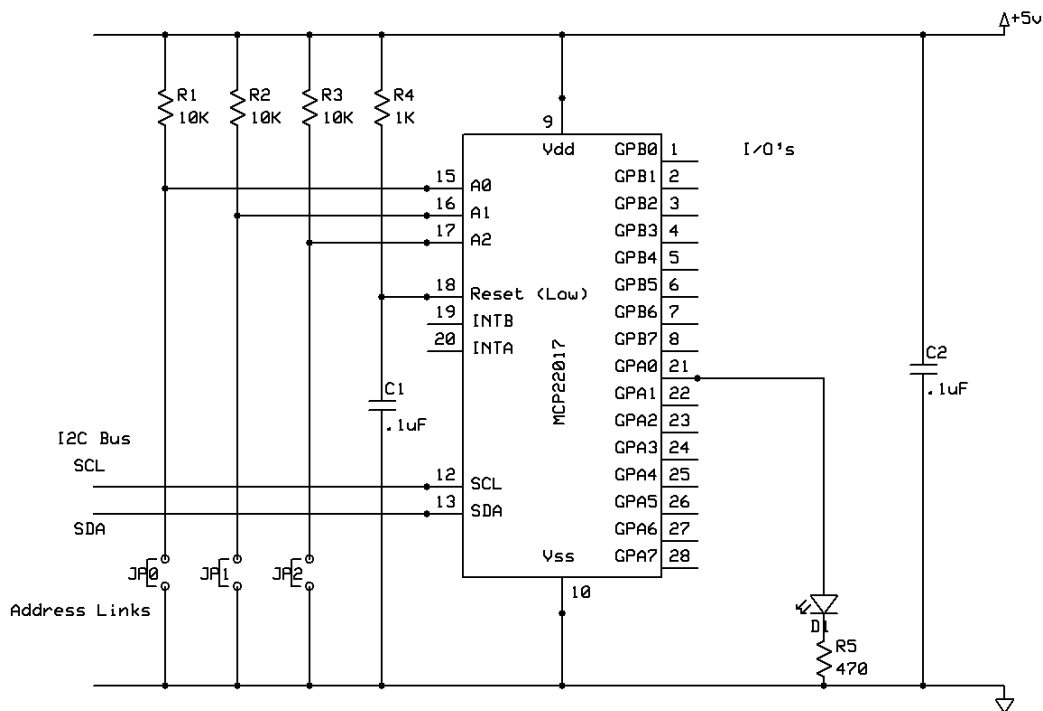 +5v
R1
10K
R2
10K
R3
10K
R4
1K
9
Vdd
I/O's
GPB0 1
GPB1 2
GPB2 3
GPB3 4
GPB4 5
GPB5 6
GPB6 7
GPB7 8
GPA0 21
GPA1 22
GPA2 23
GPA3 24
GPA4 25
GPA5 26
GPA6 27
GPA7 28
15 A0
16 A1
17 A2
18 Reset (Low)
19 INTB
20 INTA
MCP22017
C1
.1uF
C2
.1uF
I2C Bus
SCL
12 SCL
13 SDA
SDA
JP0
JP1
JP2
Vss
10
Address Links
D1
R5
470